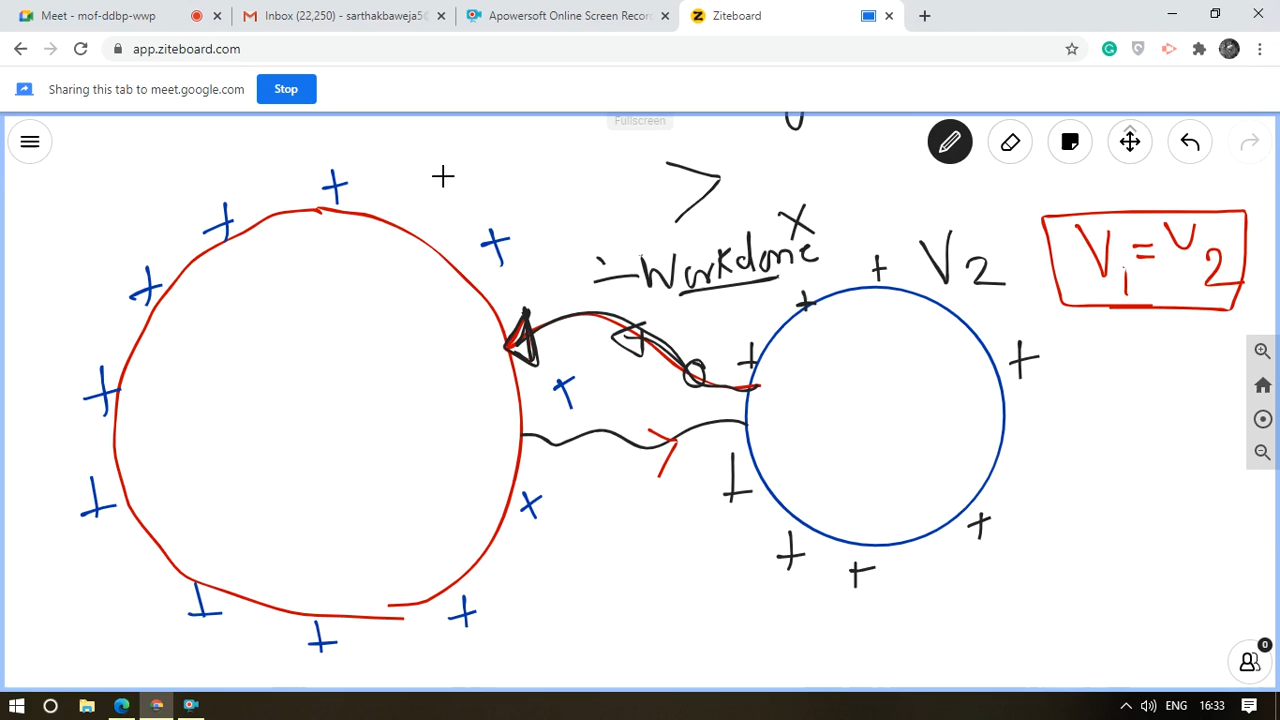 Meet - mof-ddbp-wwp
Inbox (22,250) - sarthakbaweja5
Apowersoft Online Screen Recor
Ziteboard
app.ziteboard.com
Sharing this tab to meet.google.com
Stop
Fullscreen
>
x
÷Workdone
V2
V1=V2
+ + + + + + + + + + + +
+ + + + + + + + +
0
ENG
16:33